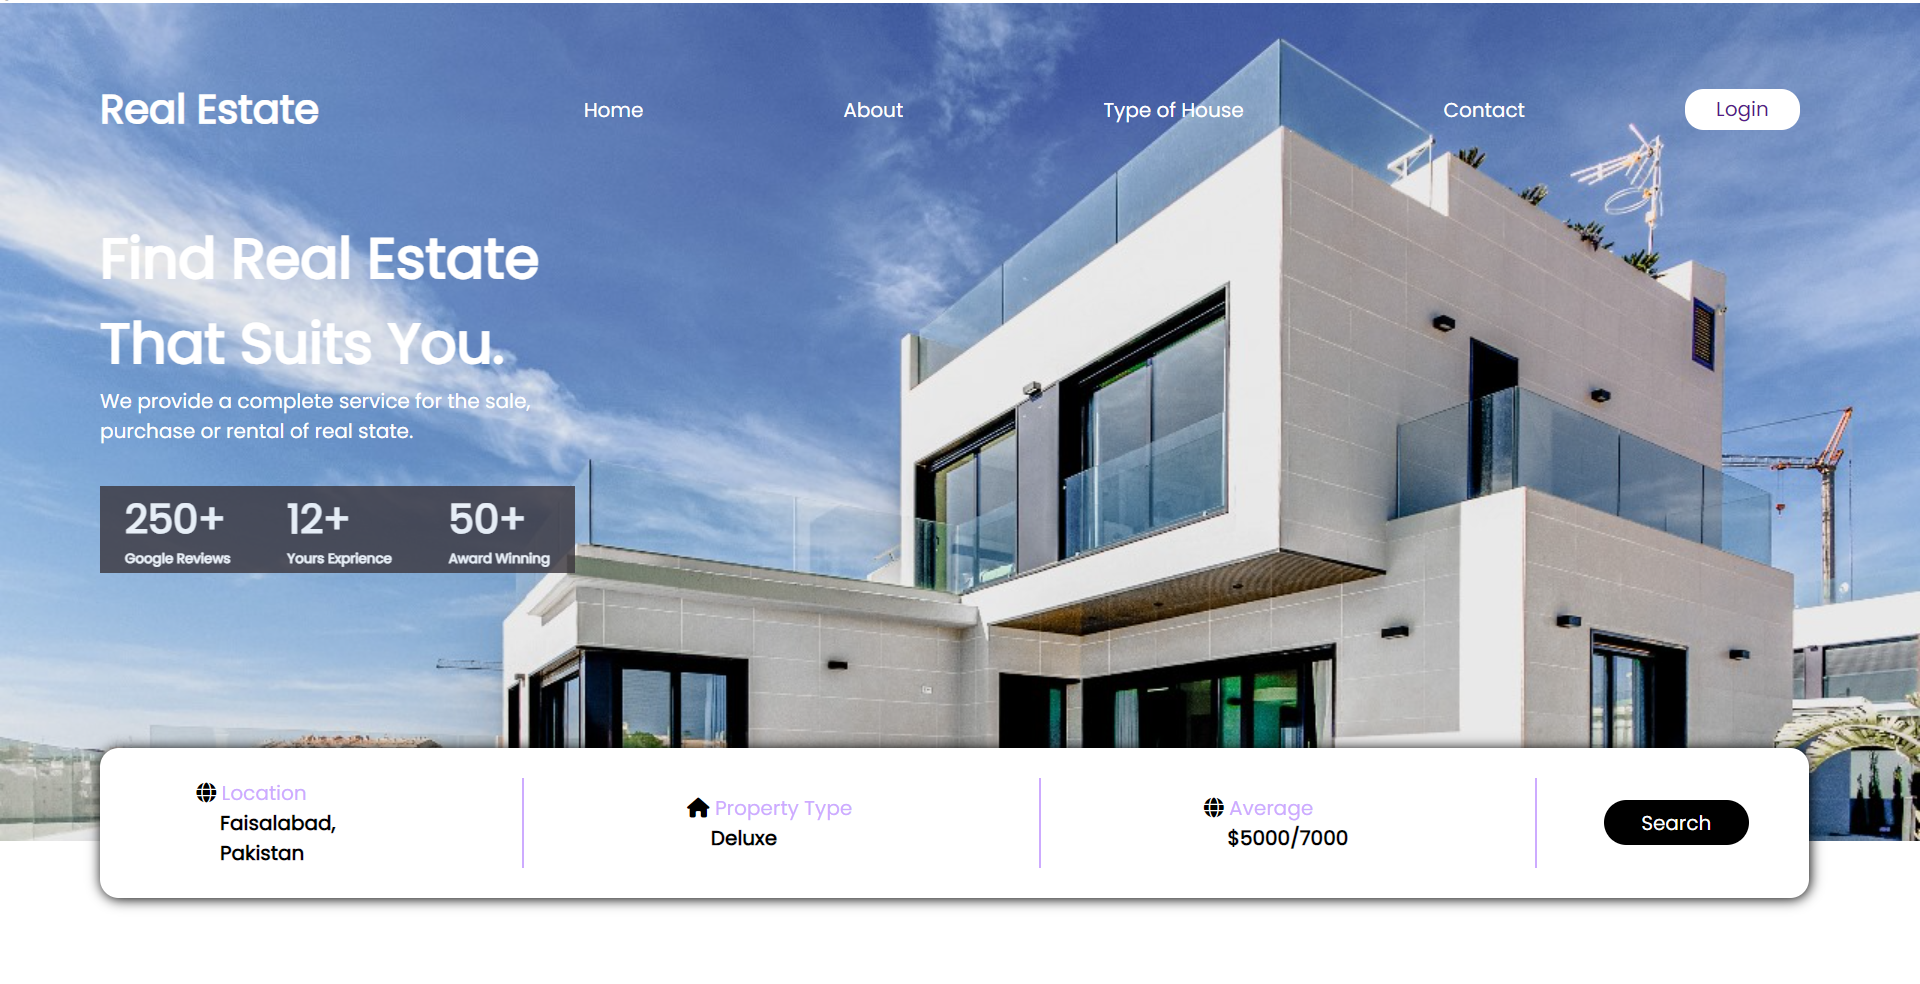 Real Estate
Home
About
Type of House
Contact
Login
Find Real Estate
That Suits You.
We provide a complete service for the sale,
purchase or rental of real state.
250+
12+
50+
Google Reviews
Yours Exprience
Award Winning
Location
Faisalabad,
Pakistan
Property Type
Deluxe
Average
$5000/7000
Search